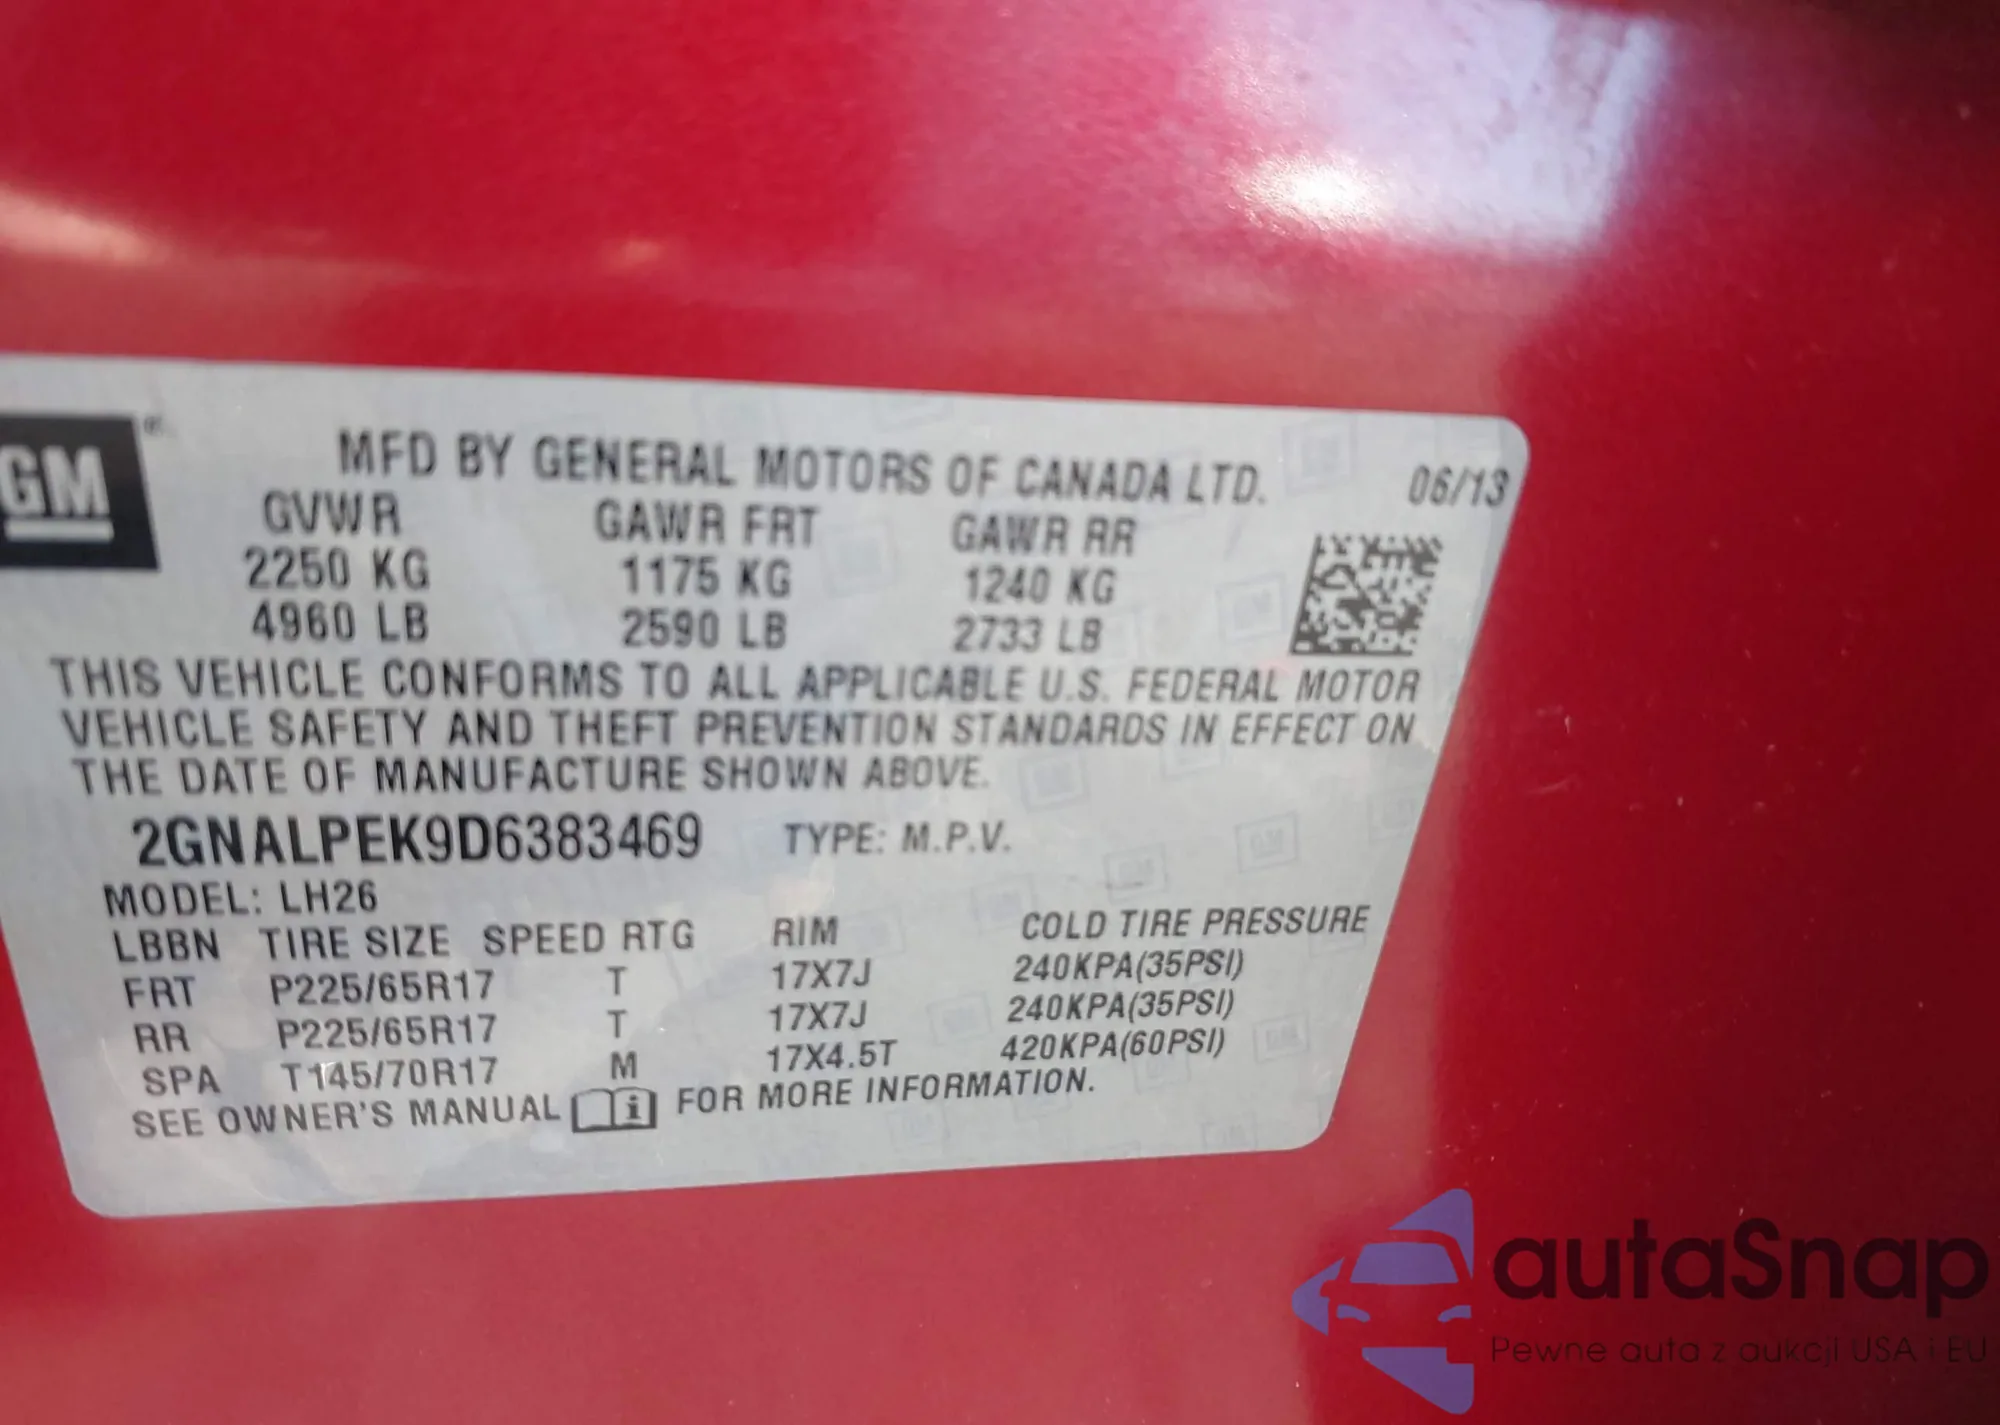 GM
MFD BY GENERAL MOTORS OF CANADA LTD. 06/13
GVWR GAWR FRT GAWR RR
2250 KG 1175 KG 1240 KG
4960 LB 2590 LB 2733 LB
THIS VEHICLE CONFORMS TO ALL APPLICABLE U.S. FEDERAL MOTOR
VEHICLE SAFETY AND THEFT PREVENTION STANDARDS IN EFFECT ON
THE DATE OF MANUFACTURE SHOWN ABOVE.
2GNALPEK9D6383469 TYPE: M.P.V.
MODEL: LH26
LBBN TIRE SIZE SPEED RTG RIM COLD TIRE PRESSURE
FRT P225/65R17 T 17X7J 240KPA(35PSI)
RR P225/65R17 T 17X7J 240KPA(35PSI)
SPA T145/70R17 M 17X4.5T 420KPA(60PSI)
SEE OWNER'S MANUAL i FOR MORE INFORMATION.
autaSnap
Pewne auta z aukcji USA i EU